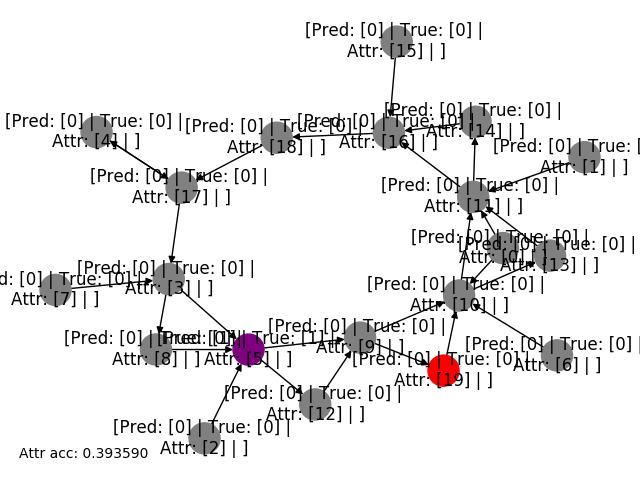 [Pred: [0] | True: [0] |
Attr: [15] | ]
[Pred: [0] | True: [0] |
Attr: [14] | ]
[Pred: [0] | True: [0] |
Attr: [4] | ]
[Pred: [0] | True: [0] |
Attr: [18] | ]
[Pred: [0] | True: [0] |
Attr: [16] | ]
[Pred: [0] | True: [0] |
Attr: [1] | ]
[Pred: [0] | True: [0] |
Attr: [17] | ]
[Pred: [0] | True: [0] |
Attr: [11] | ]
[Pred: [0] | True: [0] |
Attr: [0] | ]
[Pred: [0] | True: [0] |
Attr: [13] | ]
[Pred: [0] | True: [0] |
Attr: [3] | ]
[Pred: [0] | True: [0] |
Attr: [7] | ]
[Pred: [0] | True: [0] |
Attr: [10] | ]
[Pred: [0] | True: [0] |
Attr: [9] | ]
[Pred: [0] |
Attr: [8] | ]
True: [1] |
Attr: [5] | ]
[Pred: [0] | True: [0] |
Attr: [6] | ]
[Pred: [0] | True: [0] |
Attr: [19] | ]
[Pred: [0] | True: [0] |
Attr: [12] | ]
[Pred: [0] | True: [0] |
Attr: [2] | ]
Attr acc: 0.393590